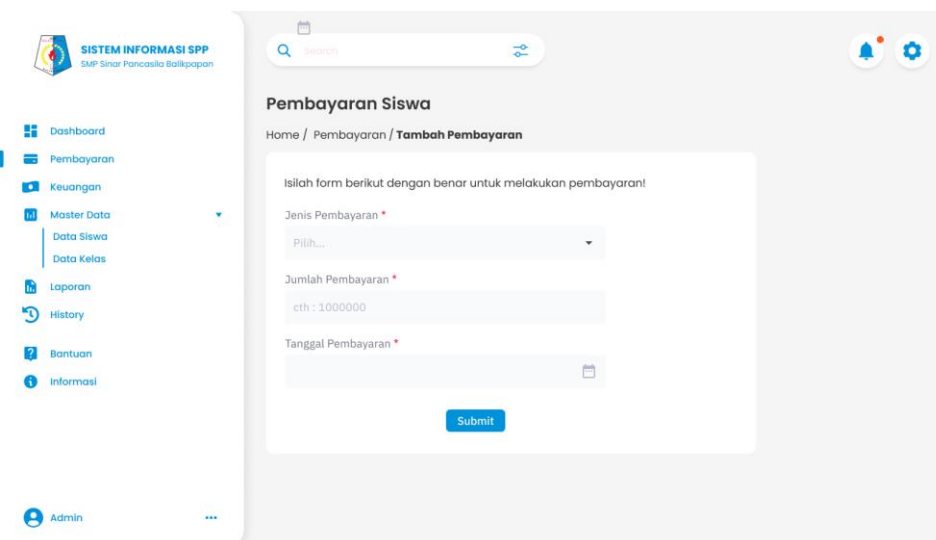 SISTEM INFORMASI SPP
SMP Sinar Pancasila Balikpapan
Search
Dashboard
Pembayaran
Keuangan
Master Data
Data Siswa
Data Kelas
Laporan
History
Bantuan
Informasi
Admin
Pembayaran Siswa
Home / Pembayaran / Tambah Pembayaran
Isilah form berikut dengan benar untuk melakukan pembayaran!
Jenis Pembayaran *
Pilih...
Jumlah Pembayaran *
cth : 1000000
Tanggal Pembayaran *
Submit